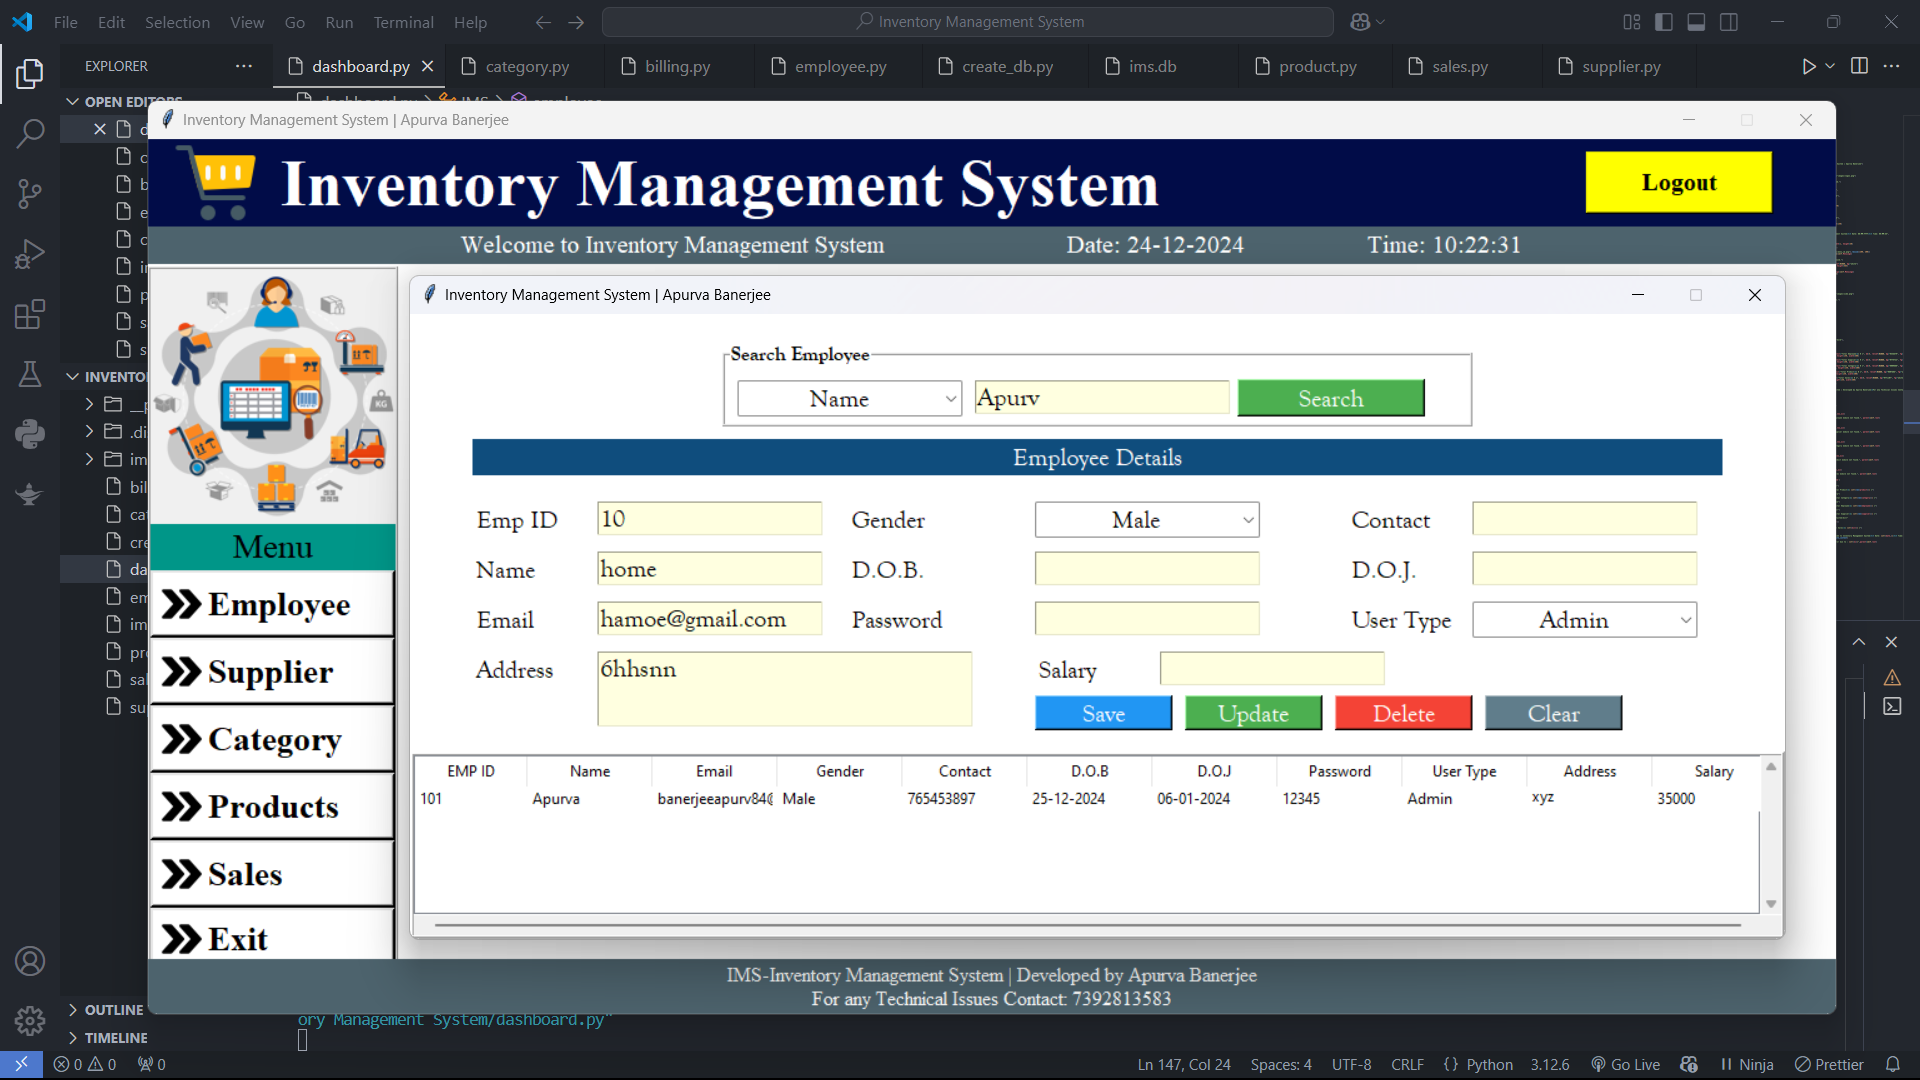 File Edit Selection View Go Run Terminal Help
Inventory Management System
EXPLORER
dashboard.py
category.py
billing.py
employee.py
create_db.py
ims.db
product.py
sales.py
supplier.py
OPEN EDITORS
Inventory Management System | Apurva Banerjee
Inventory Management System
Logout
Welcome to Inventory Management System
Date: 24-12-2024
Time: 10:22:31
Inventory Management System | Apurva Banerjee
Search Employee
Name
Apurv
Search
Employee Details
Emp ID
10
Gender
Male
Contact
Name
home
D.O.B.
D.O.J.
Email
hamoe@gmail.com
Password
User Type
Admin
Address
6hhsnn
Salary
Save
Update
Delete
Clear
KG
Menu
Employee
Supplier
Category
Products
Sales
Exit
EMP ID Name Email Gender Contact D.O.B D.O.J Password User Type Address Salary
101 Apurva banerjeeapurv84@ Male 765453897 25-12-2024 06-01-2024 12345 Admin xyz 35000
IMS-Inventory Management System | Developed by Apurva Banerjee
For any Technical Issues Contact: 7392813583
OUTLINE
ory Management System/dashboard.py"
TIMELINE
0 0 0
Ln 147, Col 24 Spaces: 4 UTF-8 CRLF {} Python 3.12.6 Go Live Ninja Prettier